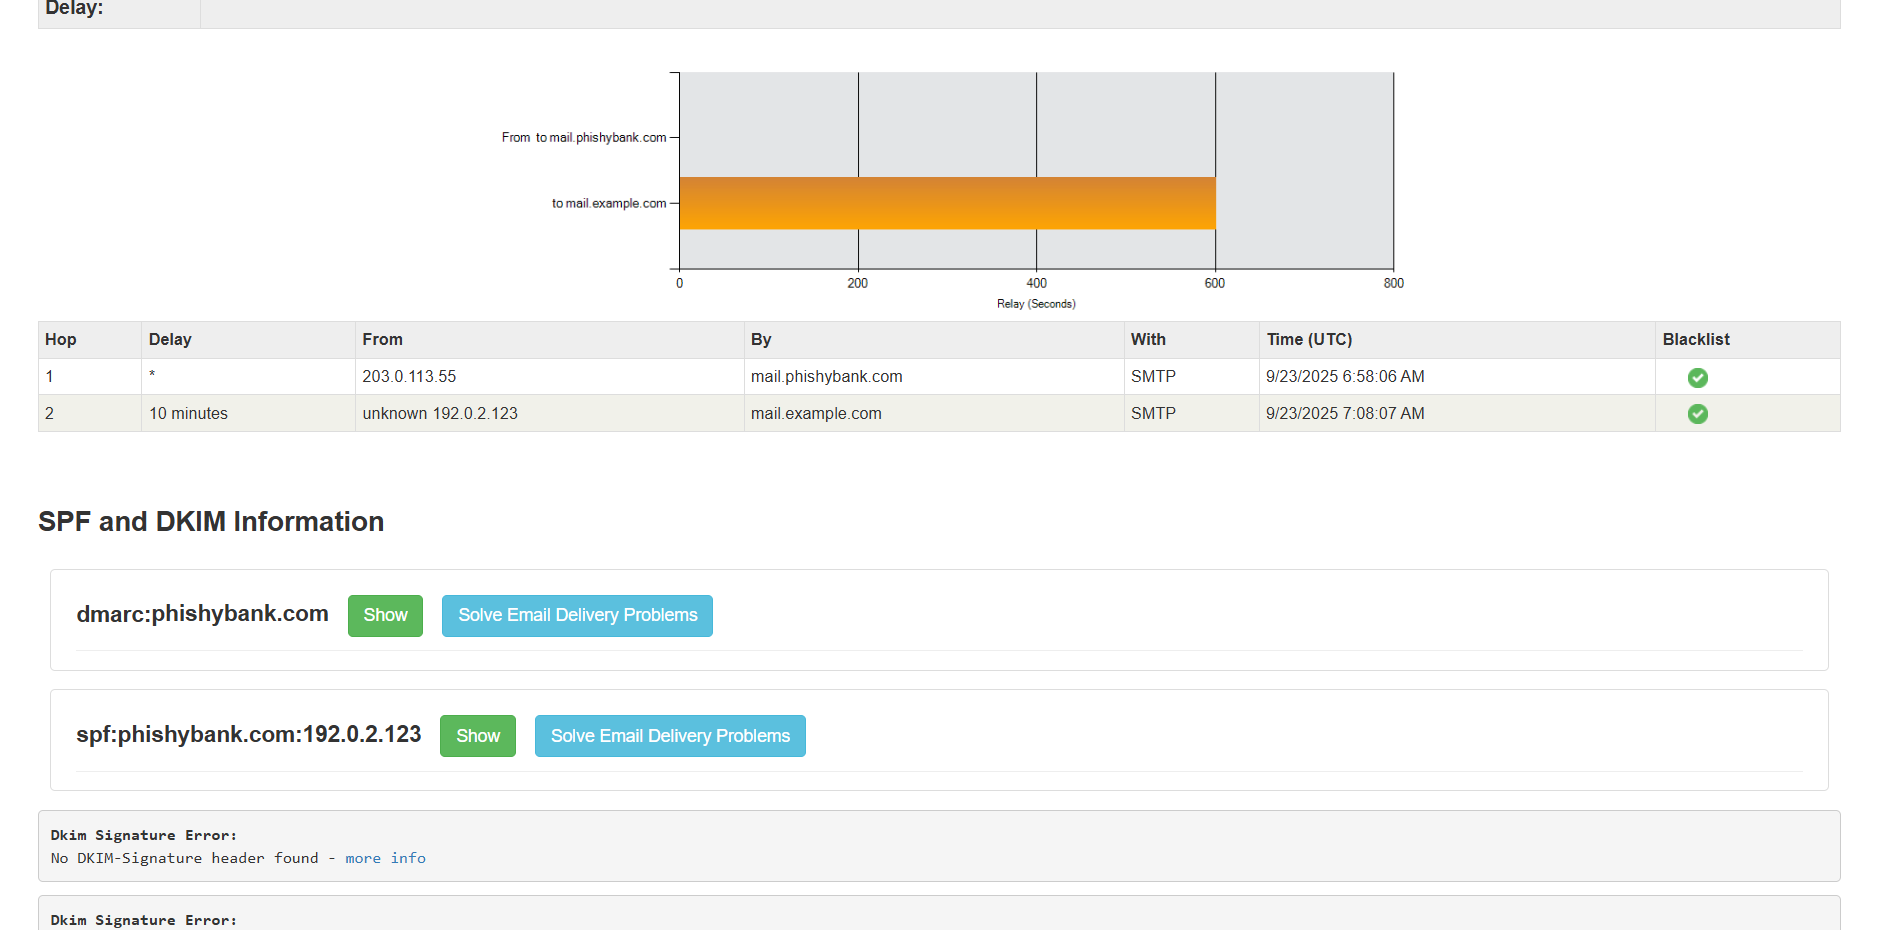 Delay:
From  to mail.phishybank.com
to mail.example.com
0 200 400 600 800
Relay (Seconds)
Hop Delay From By With Time (UTC) Blacklist
1 * 203.0.113.55 mail.phishybank.com SMTP 9/23/2025 6:58:06 AM
2 10 minutes unknown 192.0.2.123 mail.example.com SMTP 9/23/2025 7:08:07 AM
SPF and DKIM Information
dmarc:phishybank.com Show Solve Email Delivery Problems
spf:phishybank.com:192.0.2.123 Show Solve Email Delivery Problems
Dkim Signature Error:
No DKIM-Signature header found - more info
Dkim Signature Error: